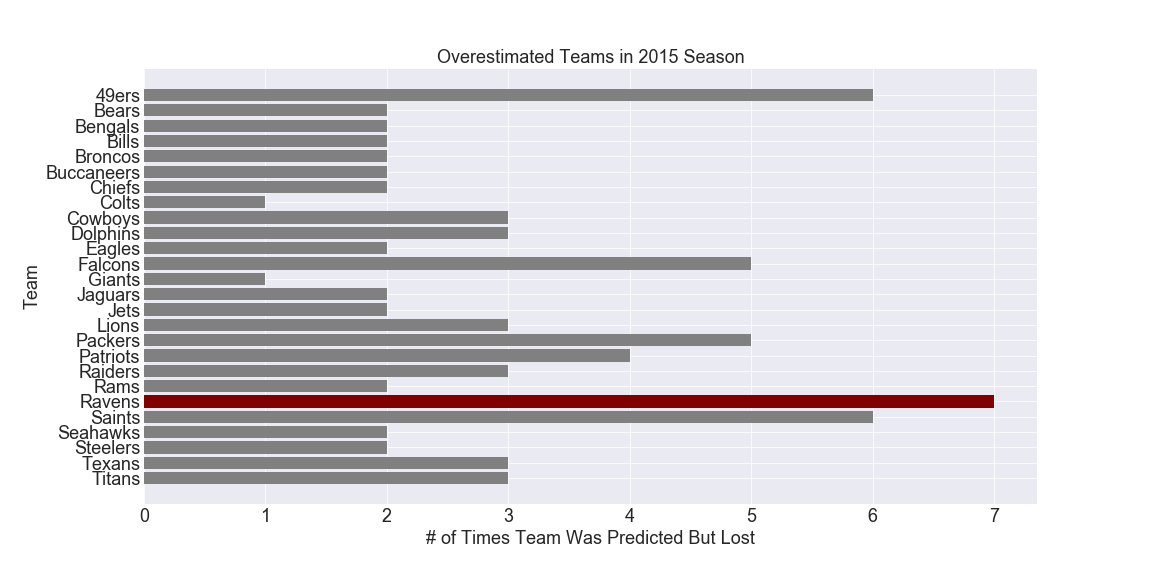 Overestimated Teams in 2015 Season
Team
49ers
Bears
Bengals
Bills
Broncos
Buccaneers
Chiefs
Colts
Cowboys
Dolphins
Eagles
Falcons
Giants
Jaguars
Jets
Lions
Packers
Patriots
Raiders
Rams
Ravens
Saints
Seahawks
Steelers
Texans
Titans
0 1 2 3 4 5 6 7
# of Times Team Was Predicted But Lost